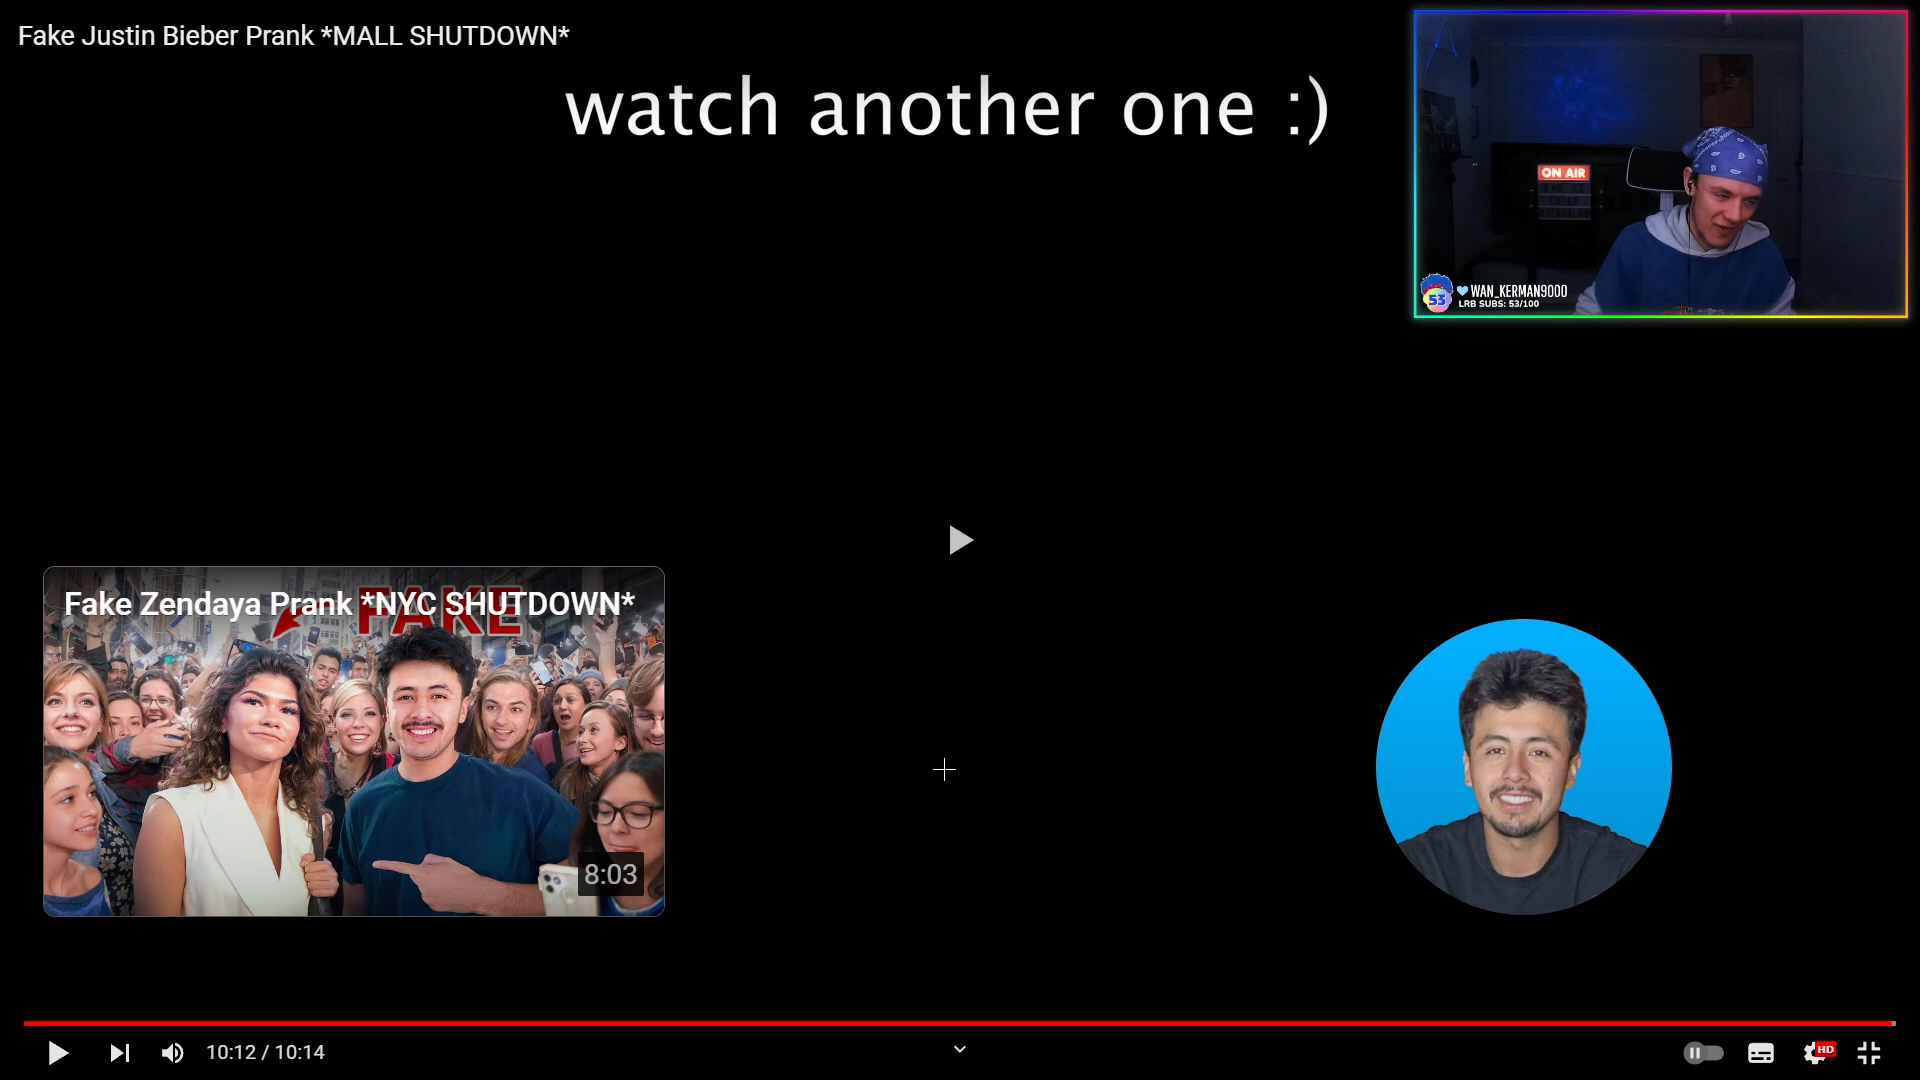 Fake Justin Bieber Prank *MALL SHUTDOWN*
watch another one :)
ON AIR
53
WAN_KERMAN9000
LRB SUBS: 53/100
FAKE
Fake Zendaya Prank *NYC SHUTDOWN*
8:03
10:12 / 10:14
HD